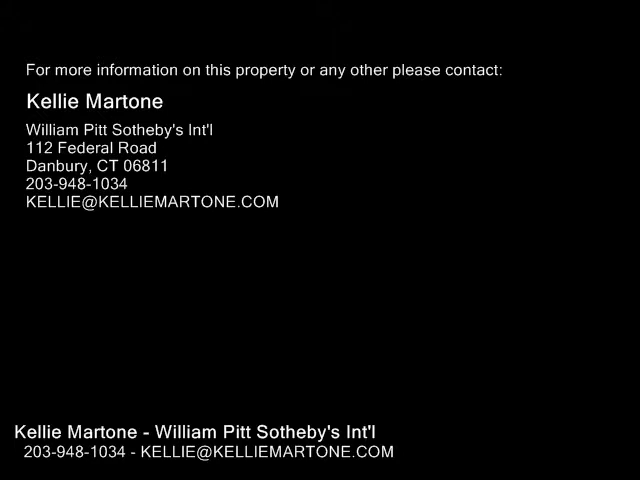 For more information on this property or any other please contact:
Kellie Martone
William Pitt Sotheby's Int'l
112 Federal Road
Danbury, CT 06811
203-948-1034
KELLIE@KELLIEMARTONE.COM
Kellie Martone - William Pitt Sotheby's Int'l
203-948-1034 - KELLIE@KELLIEMARTONE.COM